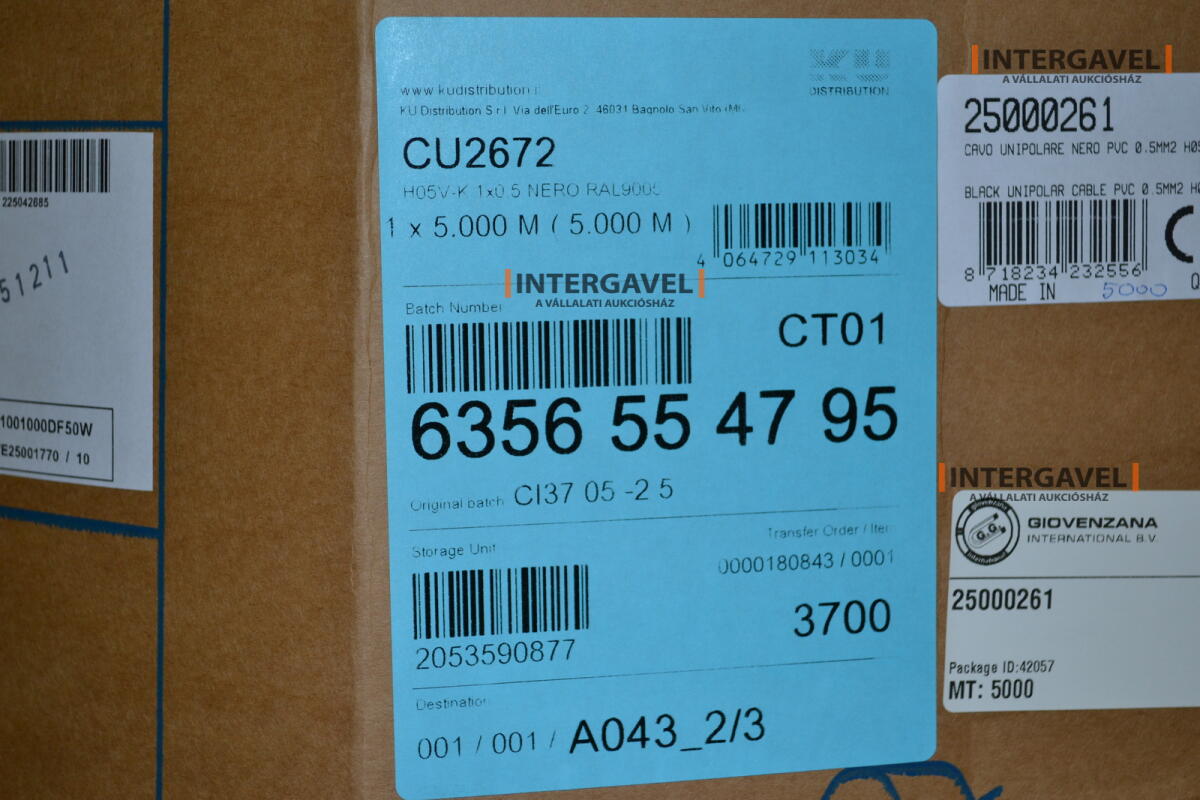 225042685
51211
1001000DF50W
E25001770 / 10
KU
DISTRIBUTION
www.kudistribution.i
KU Distribution S.r.l. Via dell'Euro 2 46031 Bagnolo San Vito (M
CU2672
H05V-K 1x0.5 NERO RAL9005
1 x 5.000 M ( 5.000 M )
4 064729 113034
INTERGAVEL
A VÁLLALATI AUKCIÓSHÁZ
Batch Number
CT01
6356 55 47 95
Original batch CI37 05 -2 5
Storage Unit
Transfer Order / Iter
0000180843 / 0001
3700
2053590877
Destination
001 / 001 / A043_2/3
INTERGAVEL
A VÁLLALATI AUKCIÓSHÁZ
25000261
CAVO UNIPOLARE NERO PVC 0.5MM2 H05
BLACK UNIPOLAR CABLE PVC 0.5MM2 H0
8 718234 232556
MADE IN 5000 Q
INTERGAVEL
A VÁLLALATI AUKCIÓSHÁZ
GIOVENZANA
INTERNATIONAL B.V.
25000261
Package ID:42057
MT: 5000